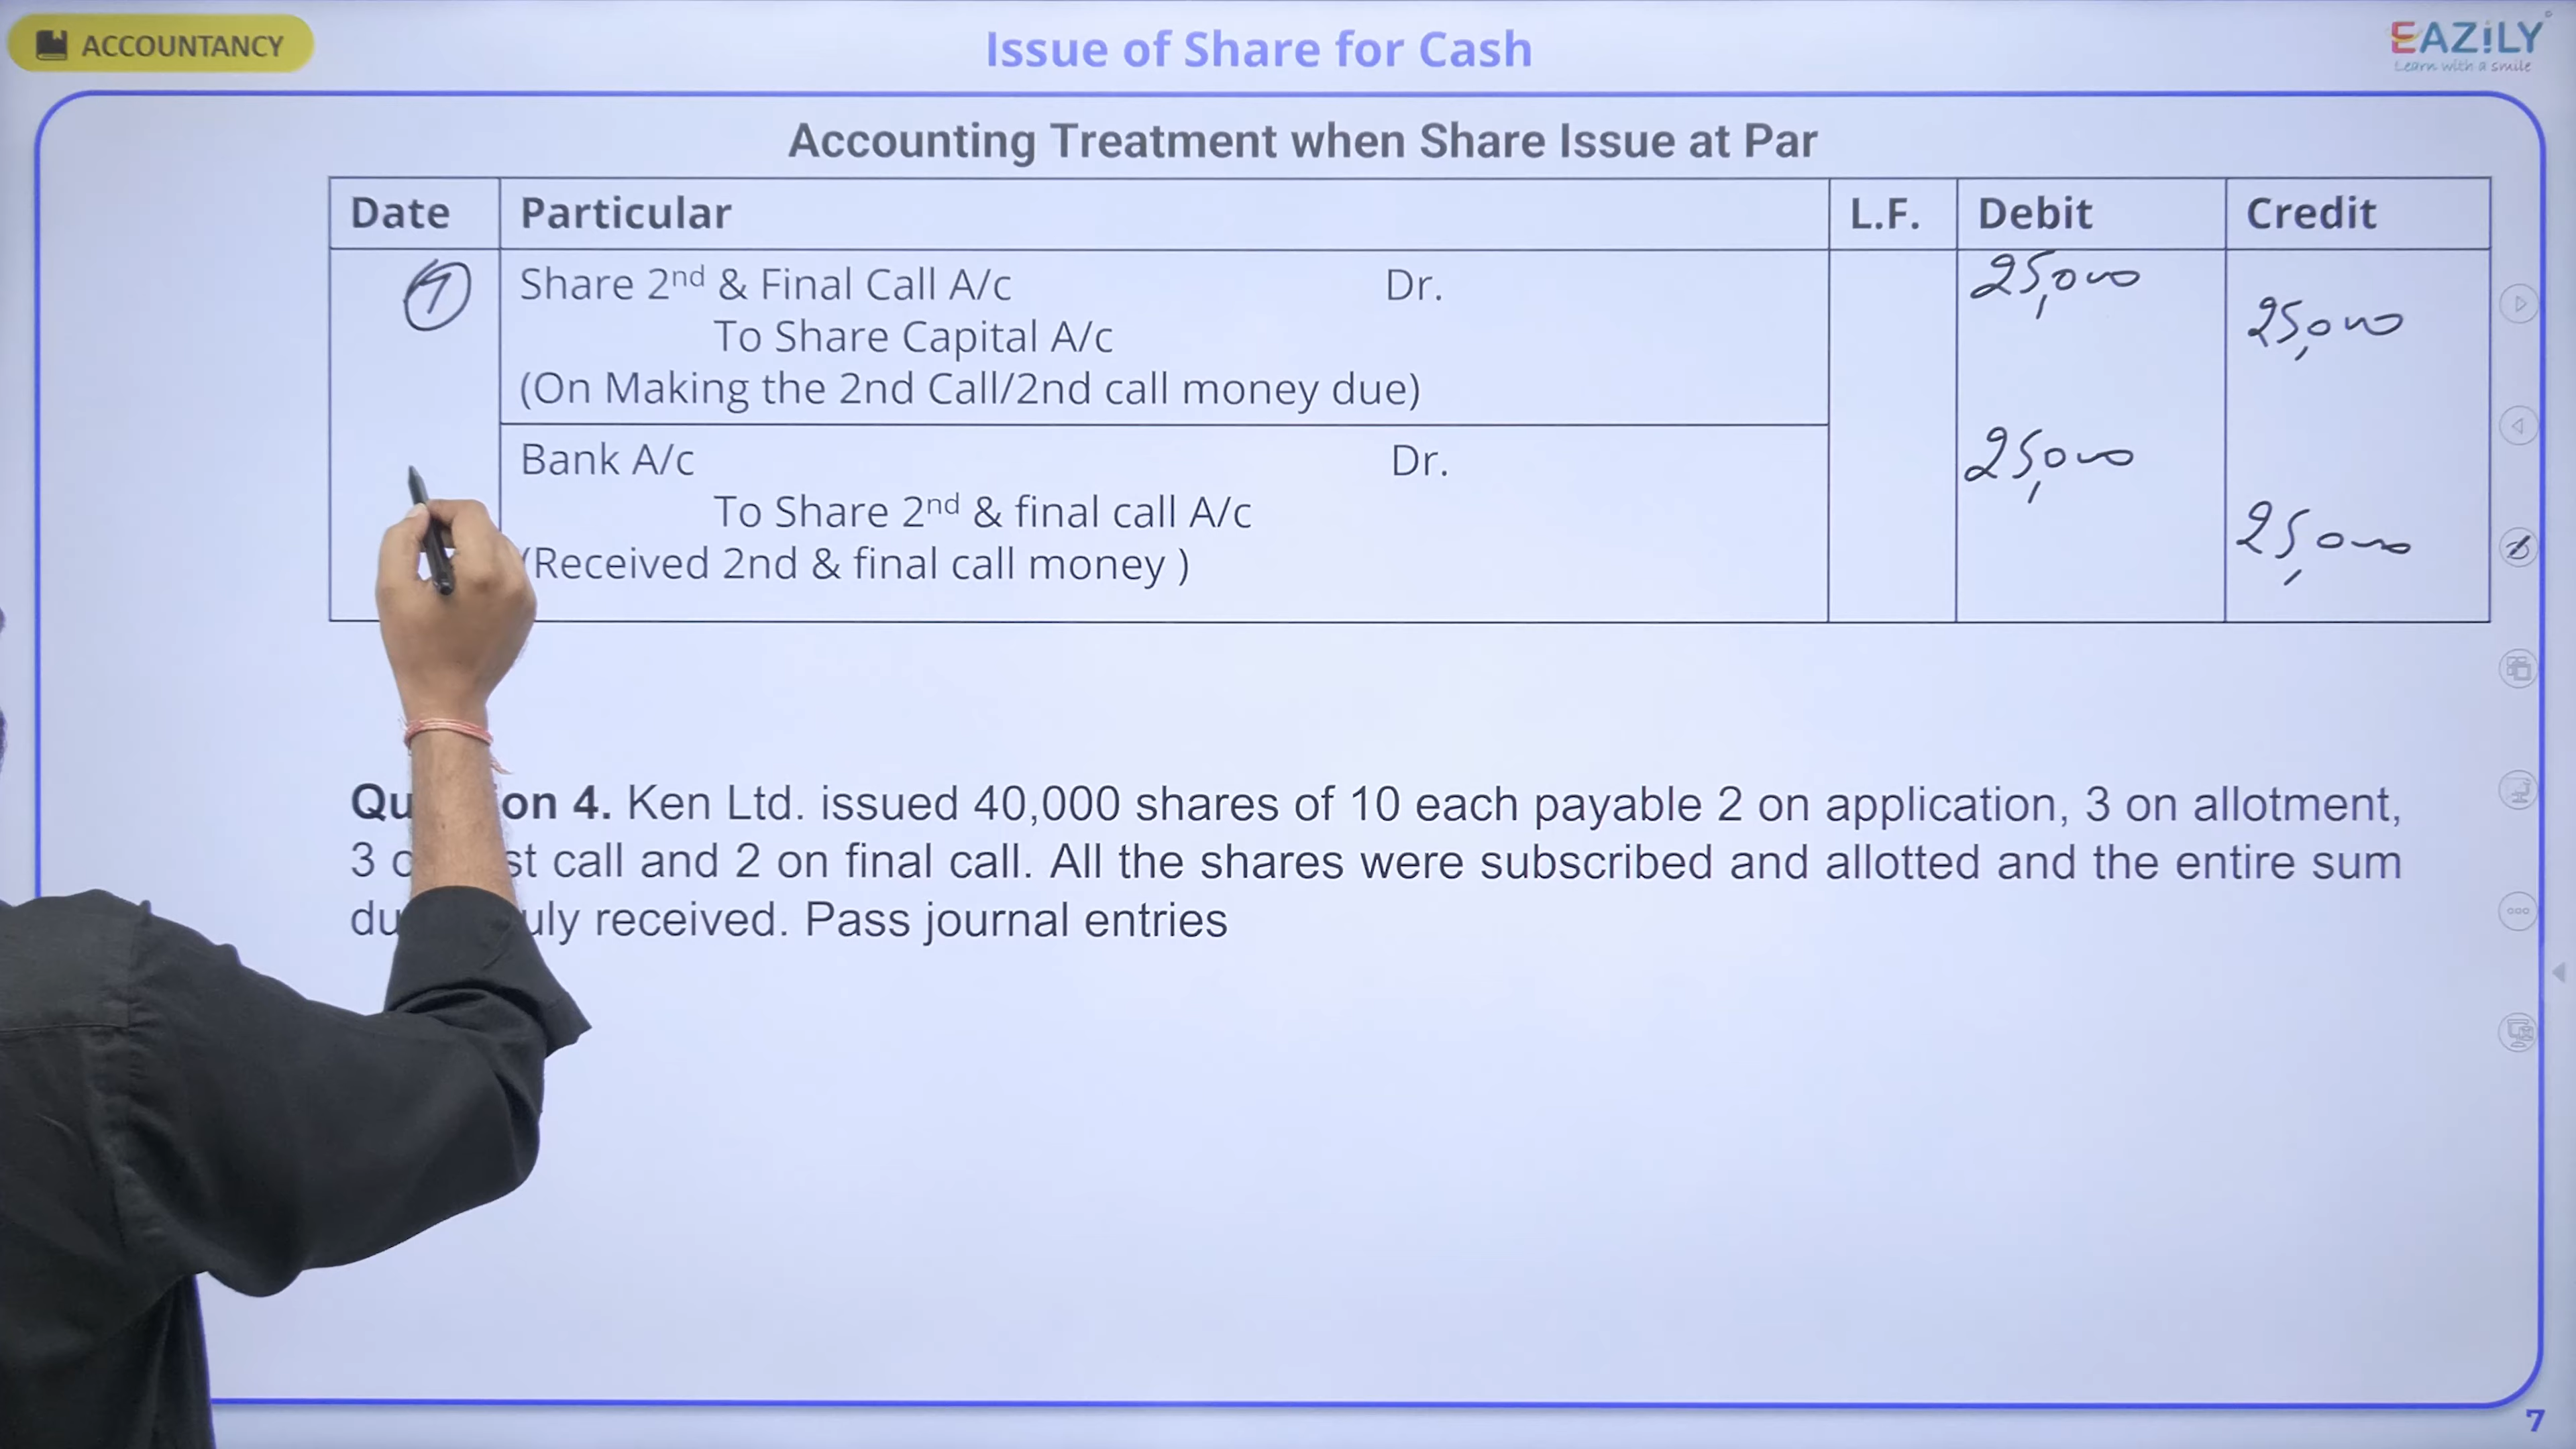 ACCOUNTANCY
Issue of Share for Cash
EAZiLY
Learn with a smile
Accounting Treatment when Share Issue at Par
Date Particular L.F. Debit Credit
7 Share 2nd & Final Call A/c Dr. 25,000
To Share Capital A/c 25,000
(On Making the 2nd Call/2nd call money due)
Bank A/c Dr. 25,000
To Share 2nd & final call A/c 25,000
(Received 2nd & final call money )
on 4. Ken Ltd. issued 40,000 shares of 10 each payable 2 on application, 3 on allotment,
3 call and 2 on final call. All the shares were subscribed and allotted and the entire sum
received. Pass journal entries
7